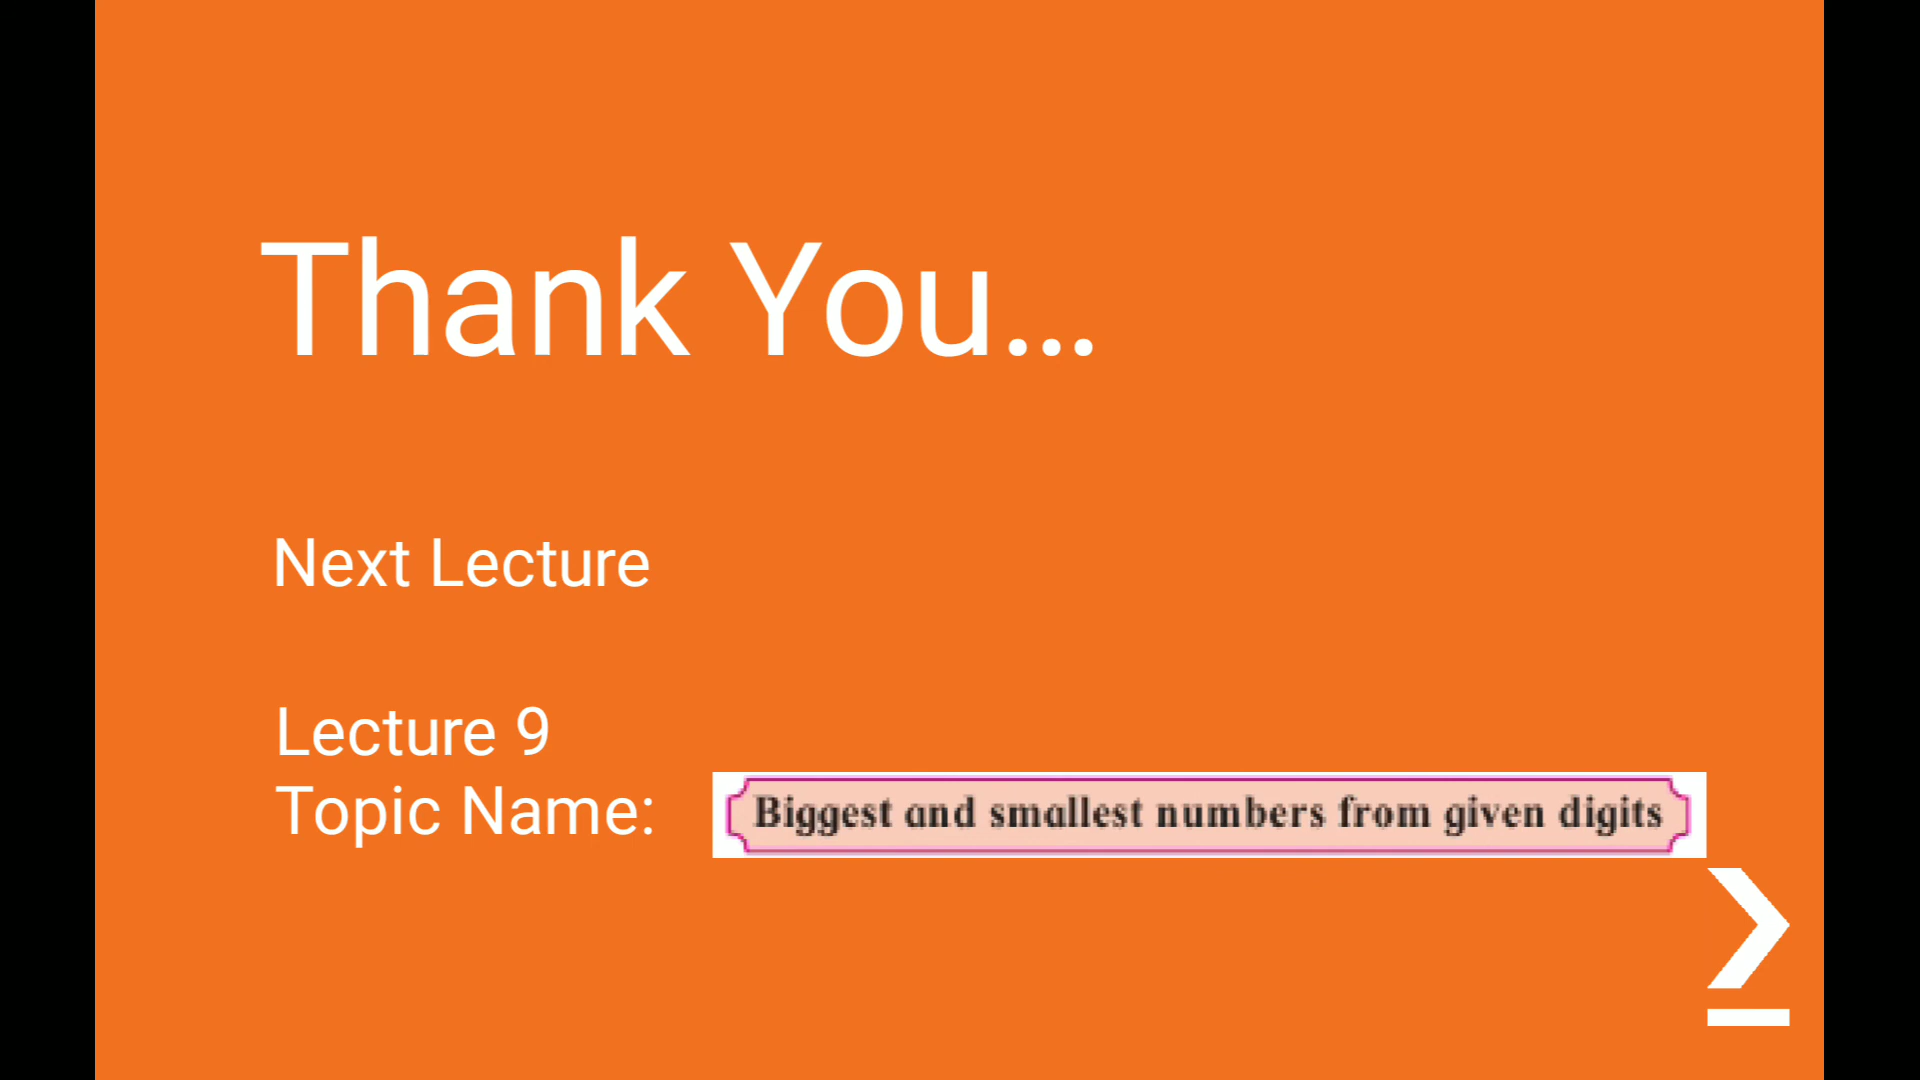 Thank You...
Next Lecture
Lecture 9
Topic Name: Biggest and smallest numbers from given digits